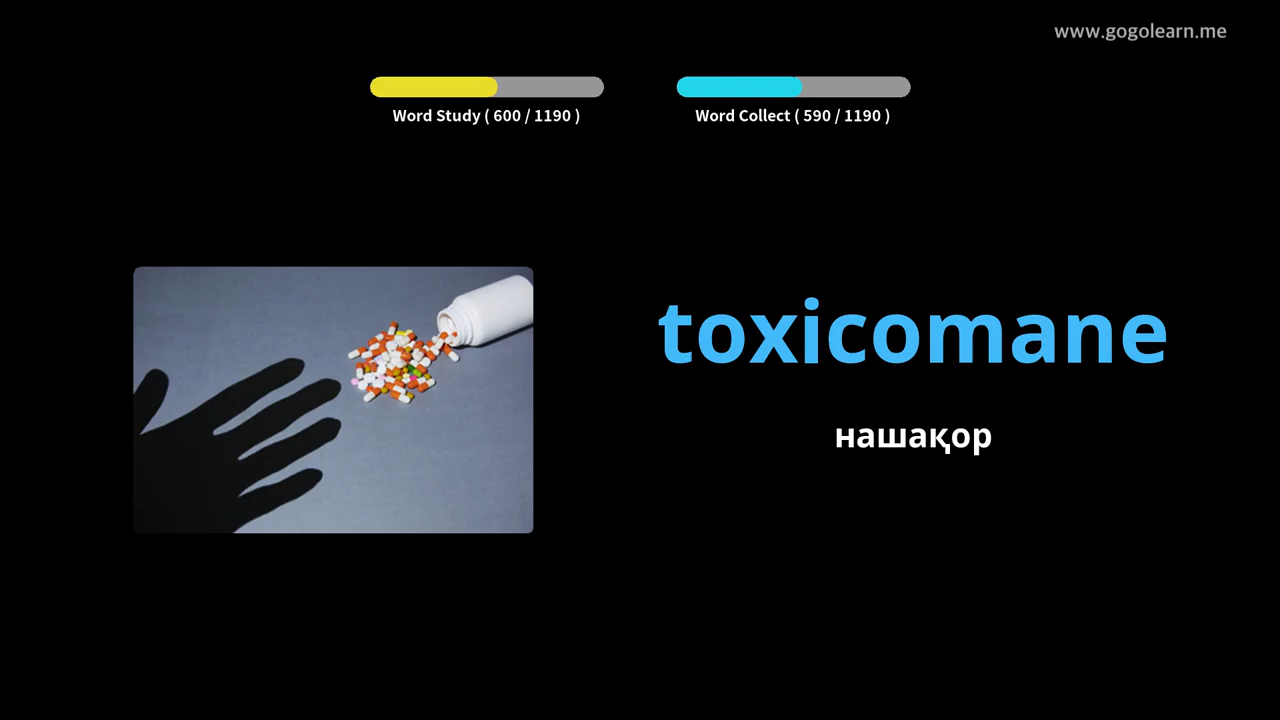 www.gogolearn.me
Word Study ( 600 / 1190 )
Word Collect ( 590 / 1190 )
toxicomane
нашақор